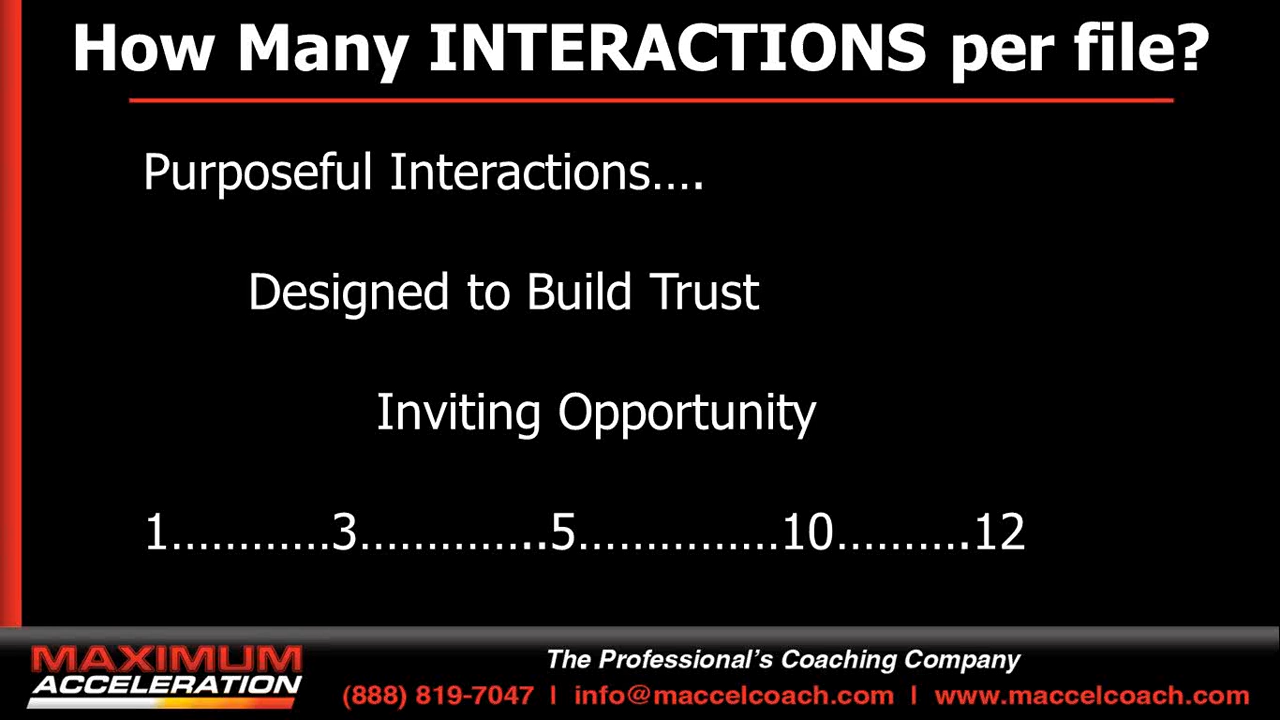 How Many INTERACTIONS per file?
Purposeful Interactions….
Designed to Build Trust
Inviting Opportunity
1…………3…………..5……………10……….12
MAXIMUM
ACCELERATION
The Professional's Coaching Company
(888) 819-7047 | info@maccelcoach.com | www.maccelcoach.com